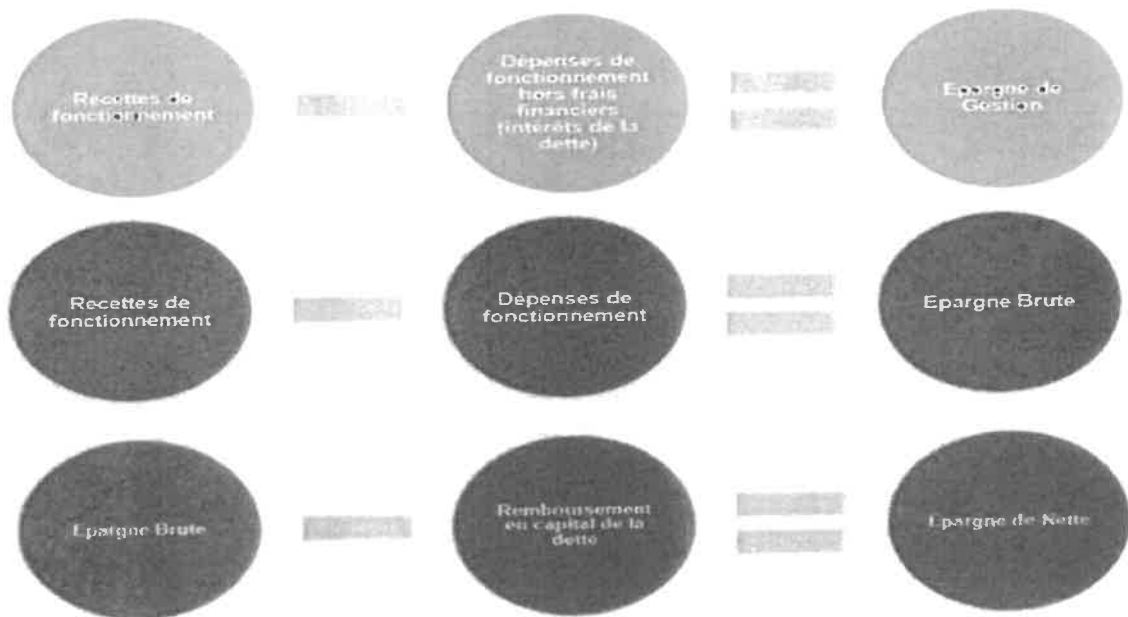 Recettes de
fonctionnement
Dépenses de
fonctionnement
hors frais
financiers
(intérêts de la
dette)
Epargne de
Gestion
Recettes de
fonctionnement
Dépenses de
fonctionnement
Epargne Brute
Epargne Brute
Remboursement
en capital de la
dette
Epargne de Nette